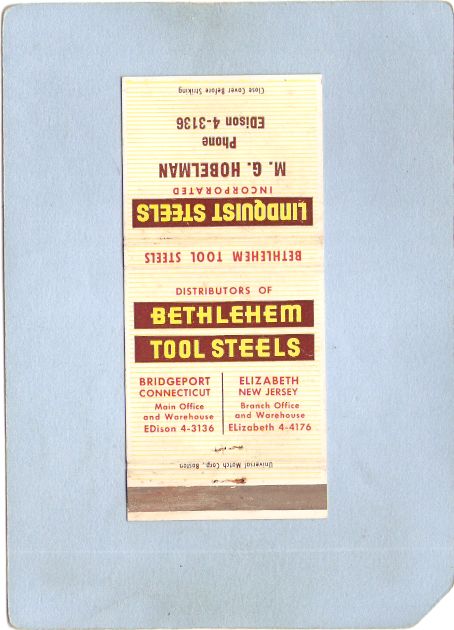 Close Cover Before Striking
EDison 4-3136
Phone
M. G. HOBELMAN
INCORPORATED
LINDQUIST STEELS
BETHLEHEM TOOL STEELS
DISTRIBUTORS OF
BETHLEHEM
TOOL STEELS
BRIDGEPORT
CONNECTICUT
Main Office
and Warehouse
EDison 4-3136
ELIZABETH
NEW JERSEY
Branch Office
and Warehouse
ELizabeth 4-4176
Universal Match Corp., Boston